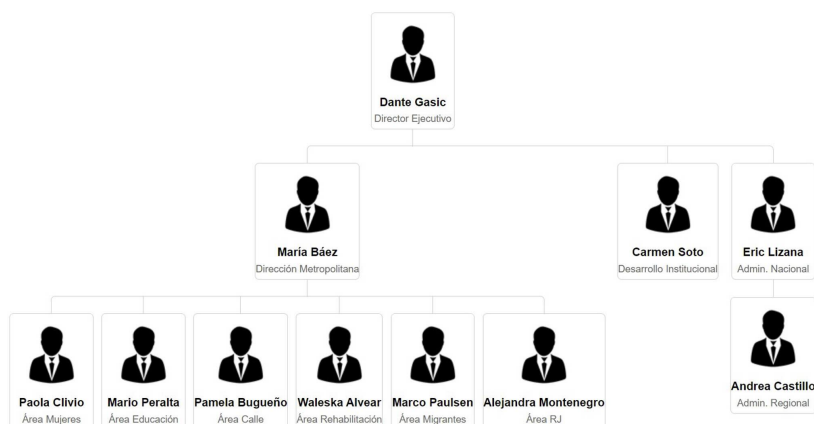 Dante Gasic
Director Ejecutivo
María Báez
Dirección Metropolitana
Carmen Soto
Desarrollo Institucional
Eric Lizana
Admin. Nacional
Paola Clivio
Área Mujeres
Mario Peralta
Área Educación
Pamela Bugueño
Área Calle
Waleska Alvear
Área Rehabilitación
Marco Paulsen
Área Migrantes
Alejandra Montenegro
Área RJ
Andrea Castillo
Admin. Regional